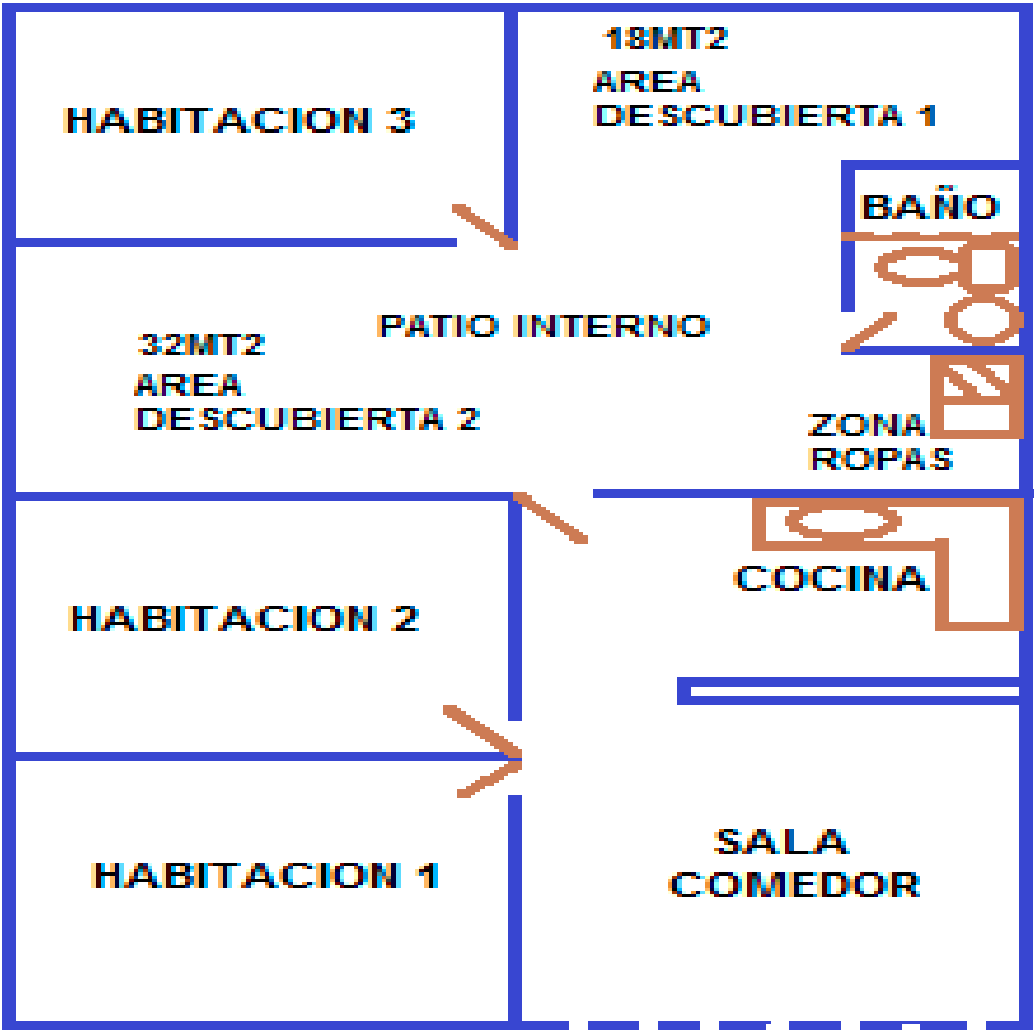 18MT2
AREA
DESCUBIERTA 1
HABITACION 3
BAÑO
PATIO INTERNO
32MT2
AREA
DESCUBIERTA 2
ZONA
ROPAS
COCINA
HABITACION 2
SALA
COMEDOR
HABITACION 1